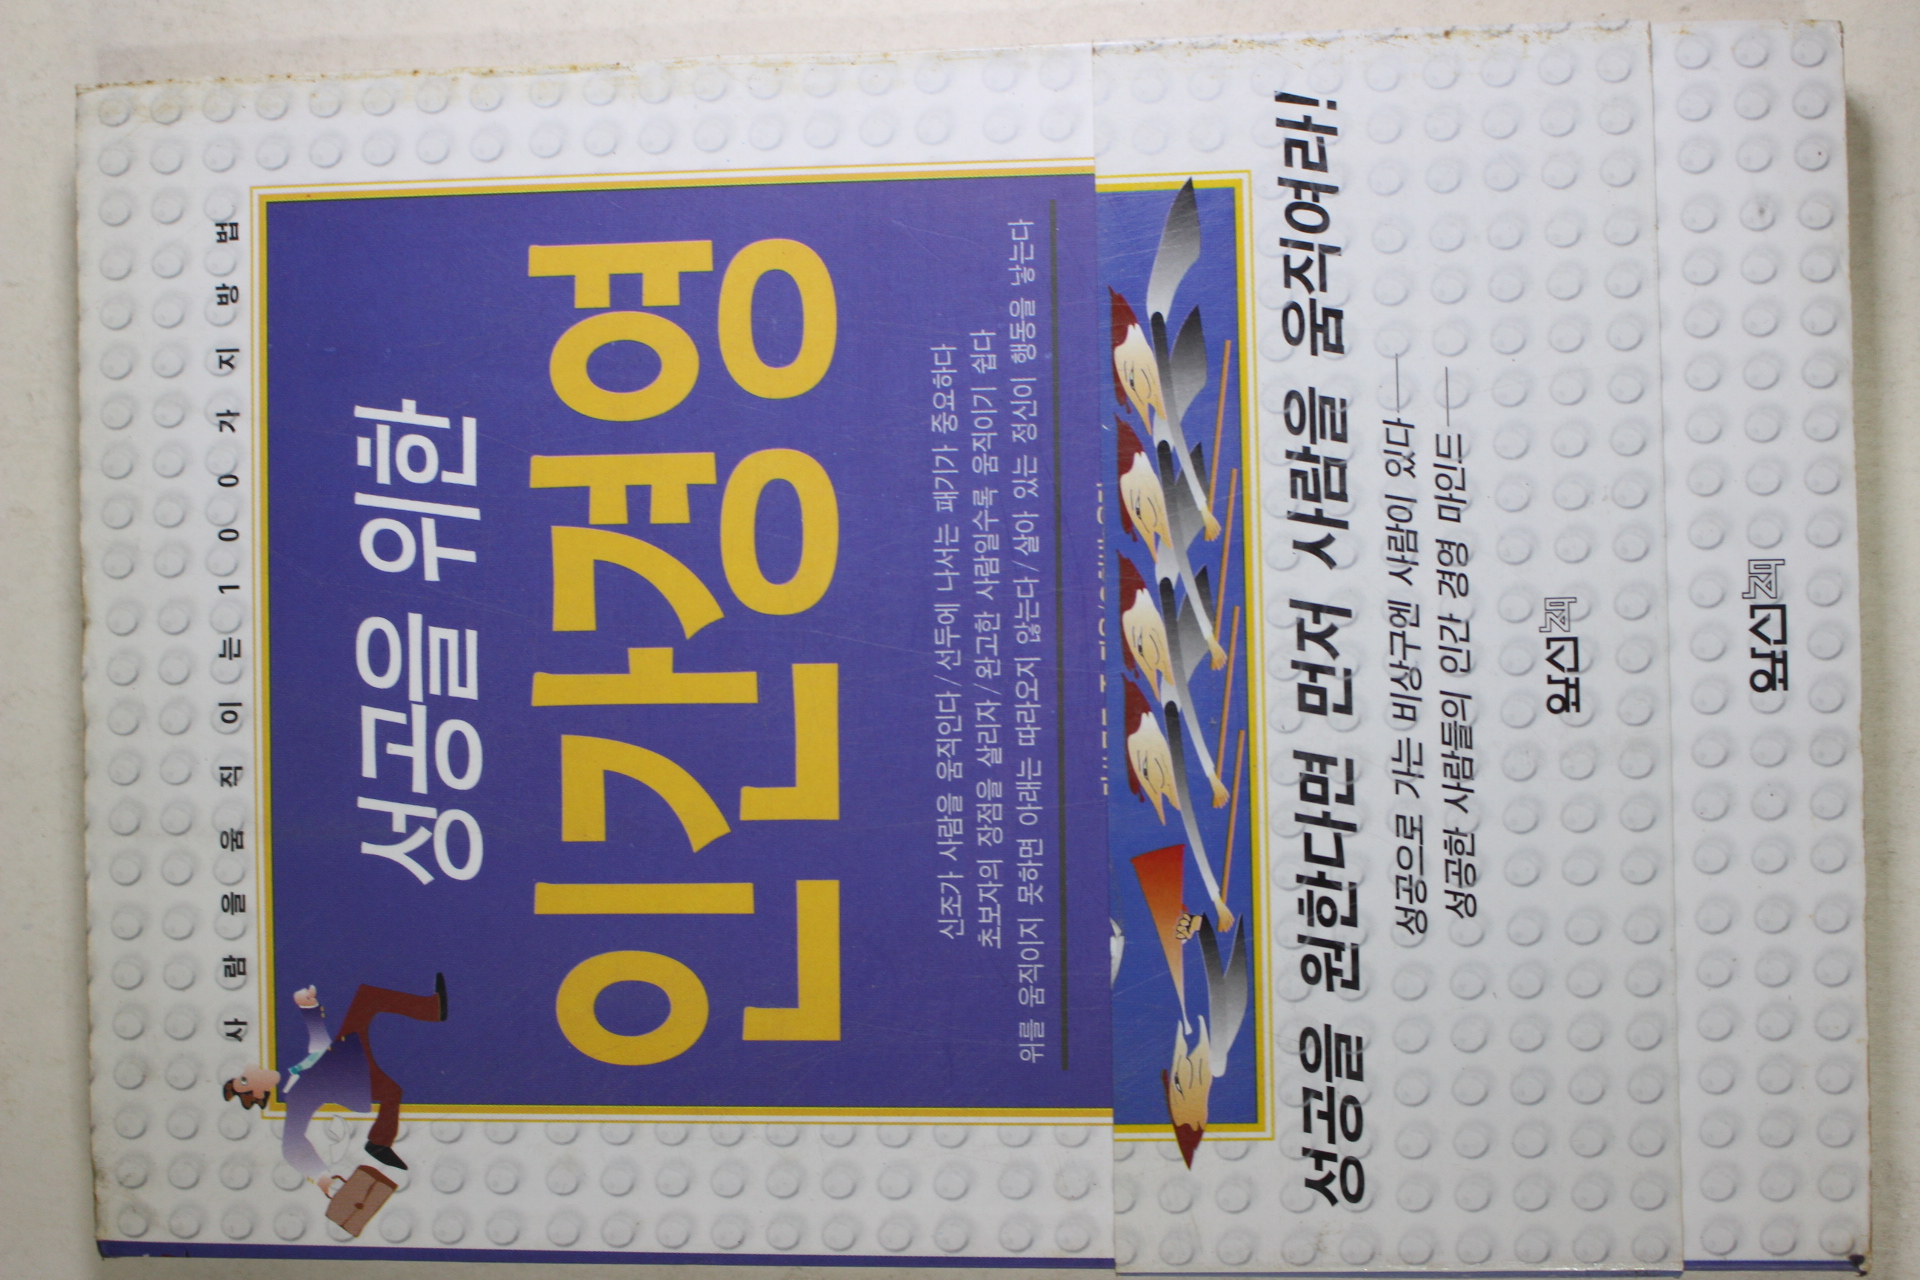 사람을 움직이는 100가지 방법
성공을 위한
인간경영
신조가 사람을 움직인다 / 선두에 나서는 패기가 중요하다
초보자의 장점을 살리자 / 완고한 사람일수록 움직이기 쉽다
위를 움직이지 못하면 아래는 따라오지 않는다 / 살아 있는 정신이 행동을 낳는다
성공을 원한다면 먼저 사람을 움직여라!
성공으로 가는 비상구엔 사람이 있다
성공한 사람들의 인간 경영 마인드
앞선책
앞선책